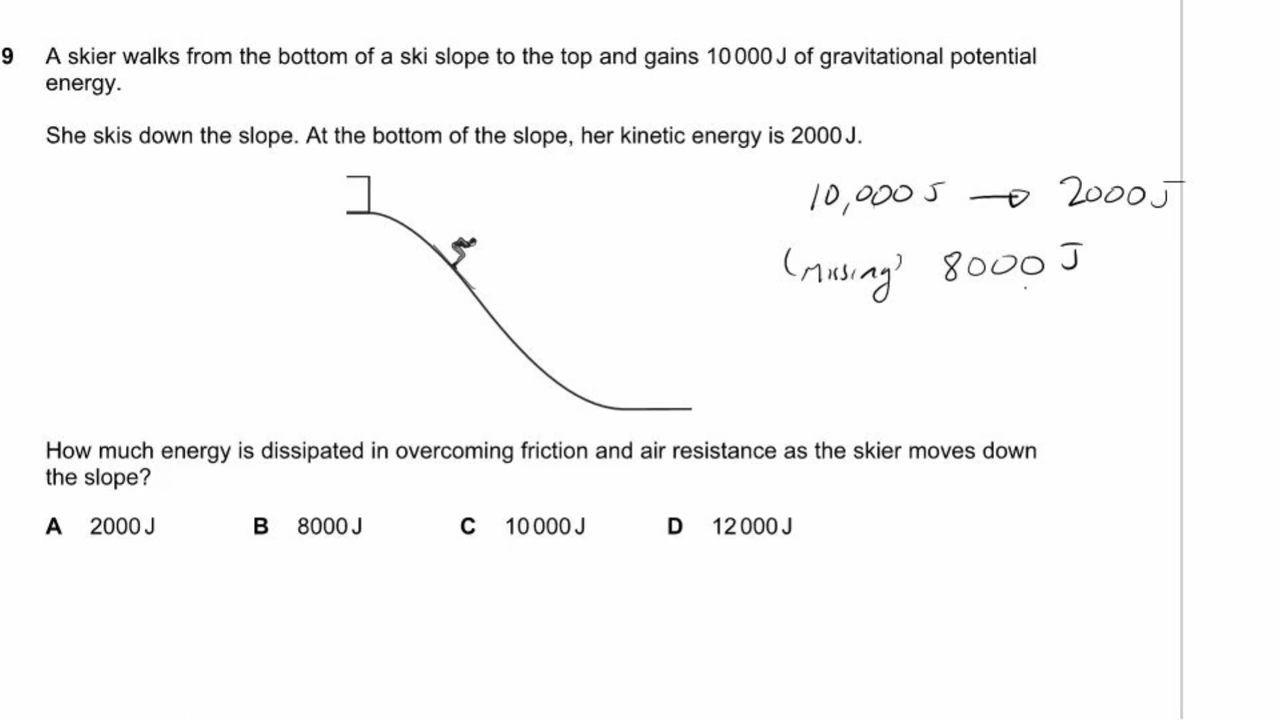 9 A skier walks from the bottom of a ski slope to the top and gains 10 000 J of gravitational potential
energy.
She skis down the slope. At the bottom of the slope, her kinetic energy is 2000 J.
10,000 J → 2000 J
(Missing) 8000 J
How much energy is dissipated in overcoming friction and air resistance as the skier moves down
the slope?
A 2000 J B 8000 J C 10 000 J D 12 000 J